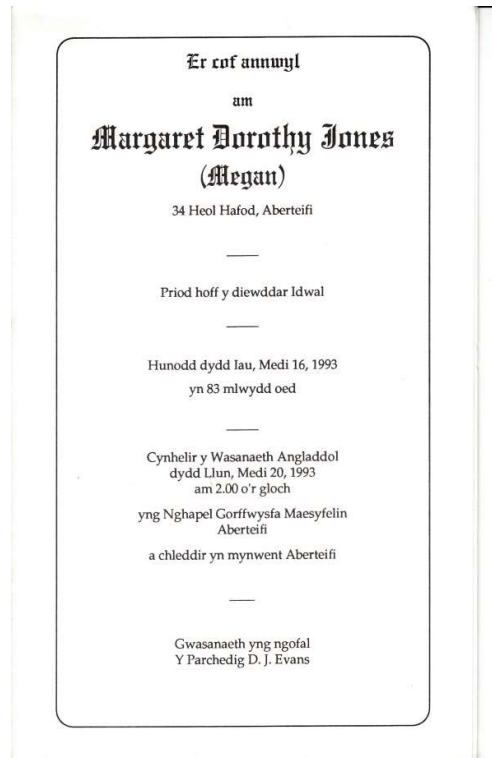 Er cof annwyl
am
Margaret Dorothy Jones
(Megan)
34 Heol Hafod, Aberteifi
Priod hoff y diewddar Idwal
Hunodd dydd Iau, Medi 16, 1993
yn 83 mlwydd oed
Cynhelir y Wasanaeth Angladdol
dydd Llun, Medi 20, 1993
am 2.00 o'r gloch
yng Nghapel Gorffwysfa Maesyfelin
Aberteifi
a chleddir yn mynwent Aberteifi
Gwasanaeth yng ngofal
Y Parchedig D. J. Evans